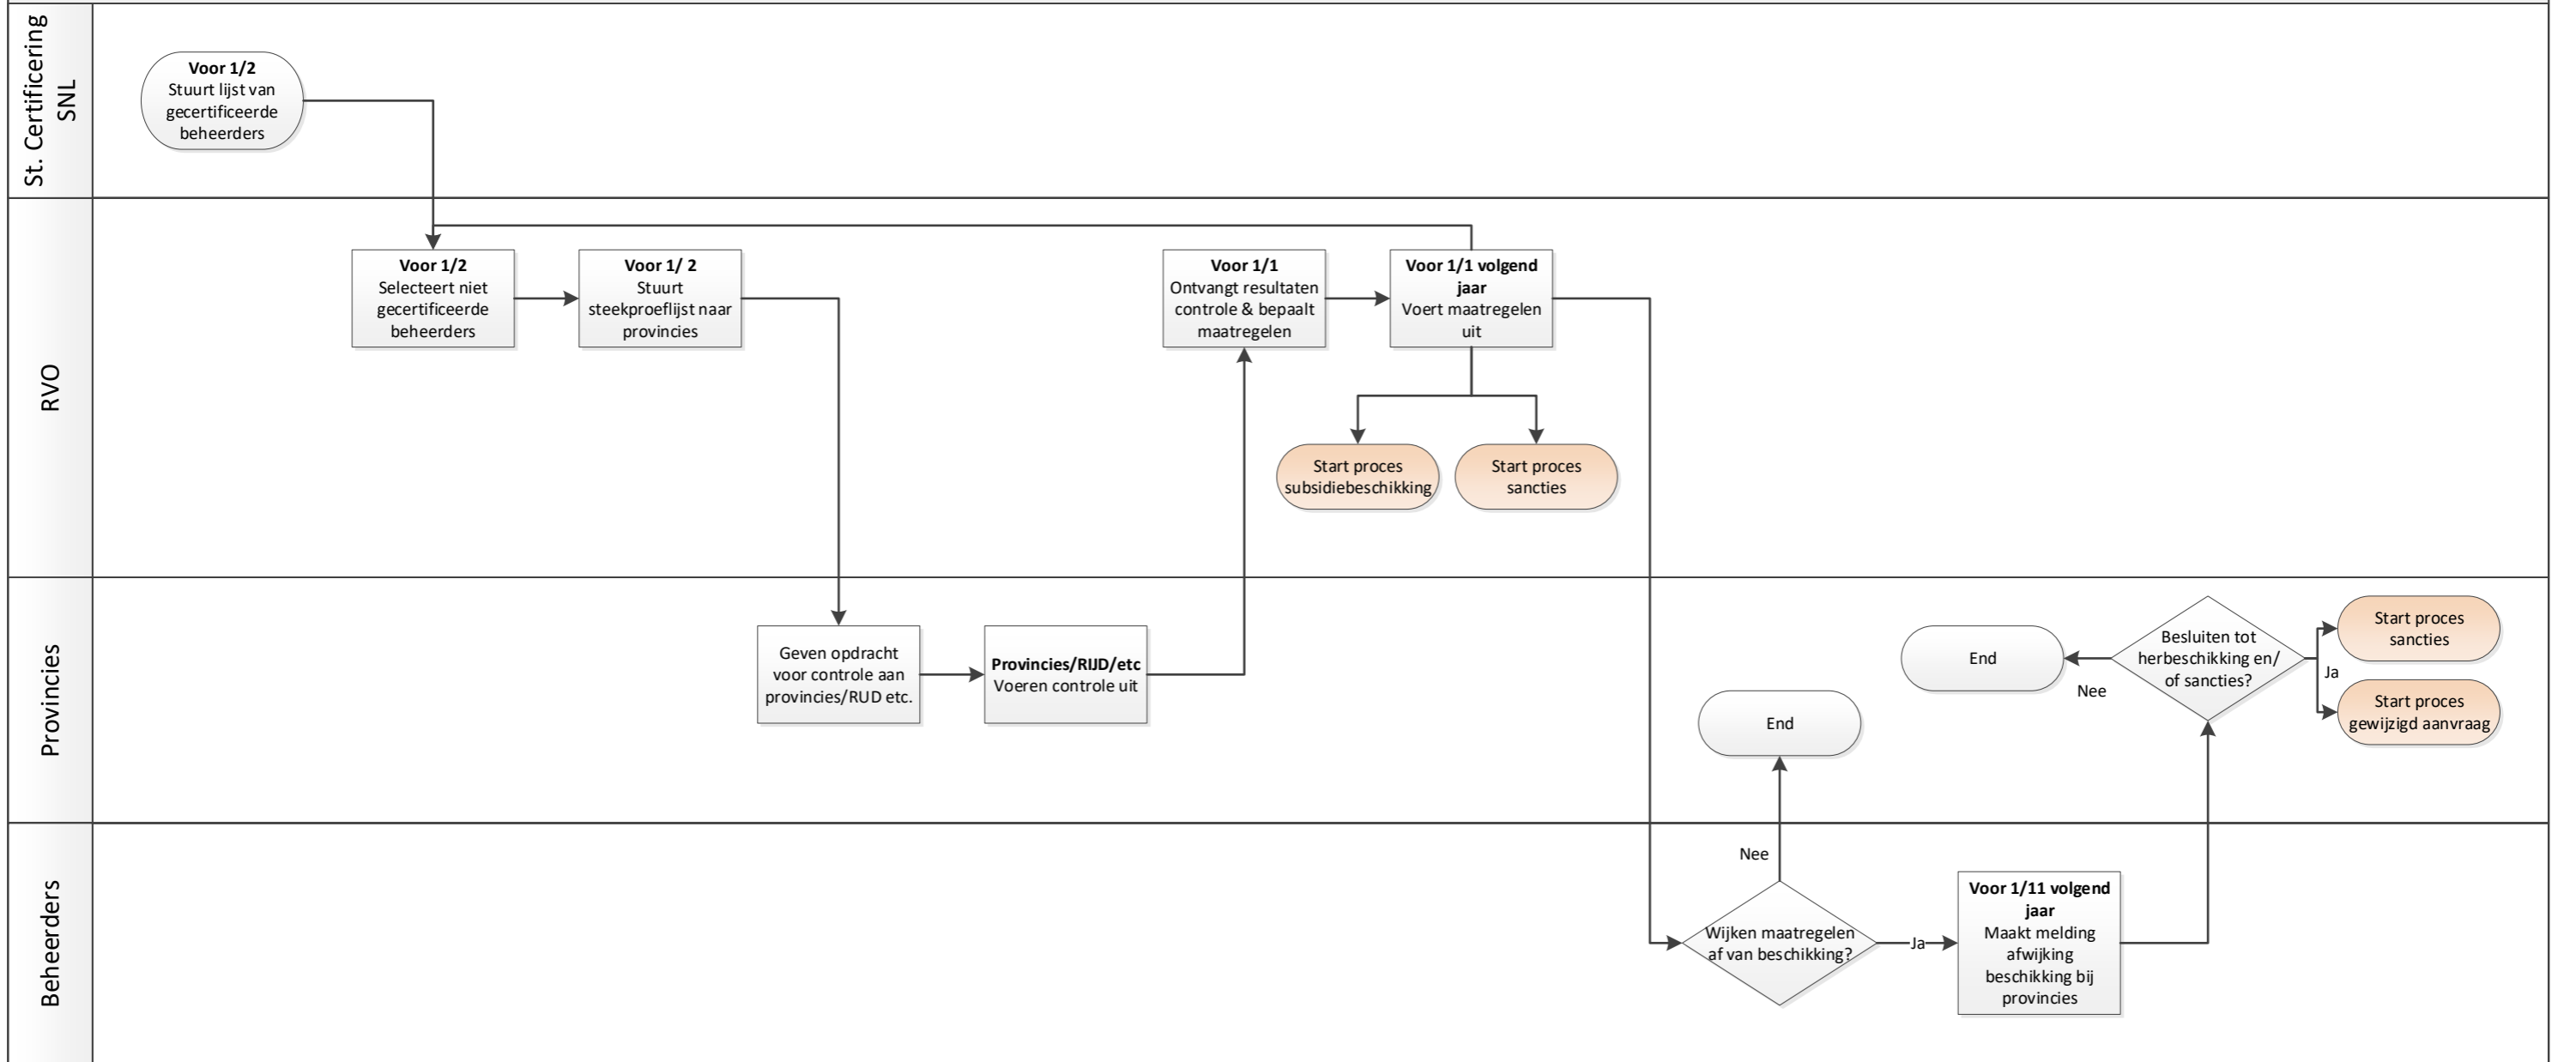 St. Certificering
SNL
Voor 1/2
Stuurt lijst van
gecertificeerde
beheerders
RVO
Voor 1/2
Selecteert niet
gecertificeerde
beheerders
Voor 1/ 2
Stuurt
steekproeflijst naar
provincies
Voor 1/1
Ontvangt resultaten
controle & bepaalt
maatregelen
Voor 1/1 volgend
jaar
Voert maatregelen
uit
Start proces
subsidiebeschikking
Start proces
sancties
Provincies
Geven opdracht
voor controle aan
provincies/RUD etc.
Provincies/RIJD/etc
Voeren controle uit
End
End
Nee
Besluiten tot
herbeschikking en/
of sancties?
Ja
Start proces
sancties
Start proces
gewijzigd aanvraag
Beheerders
Nee
Wijken maatregelen
af van beschikking?
Ja
Voor 1/11 volgend
jaar
Maakt melding
afwijking
beschikking bij
provincies